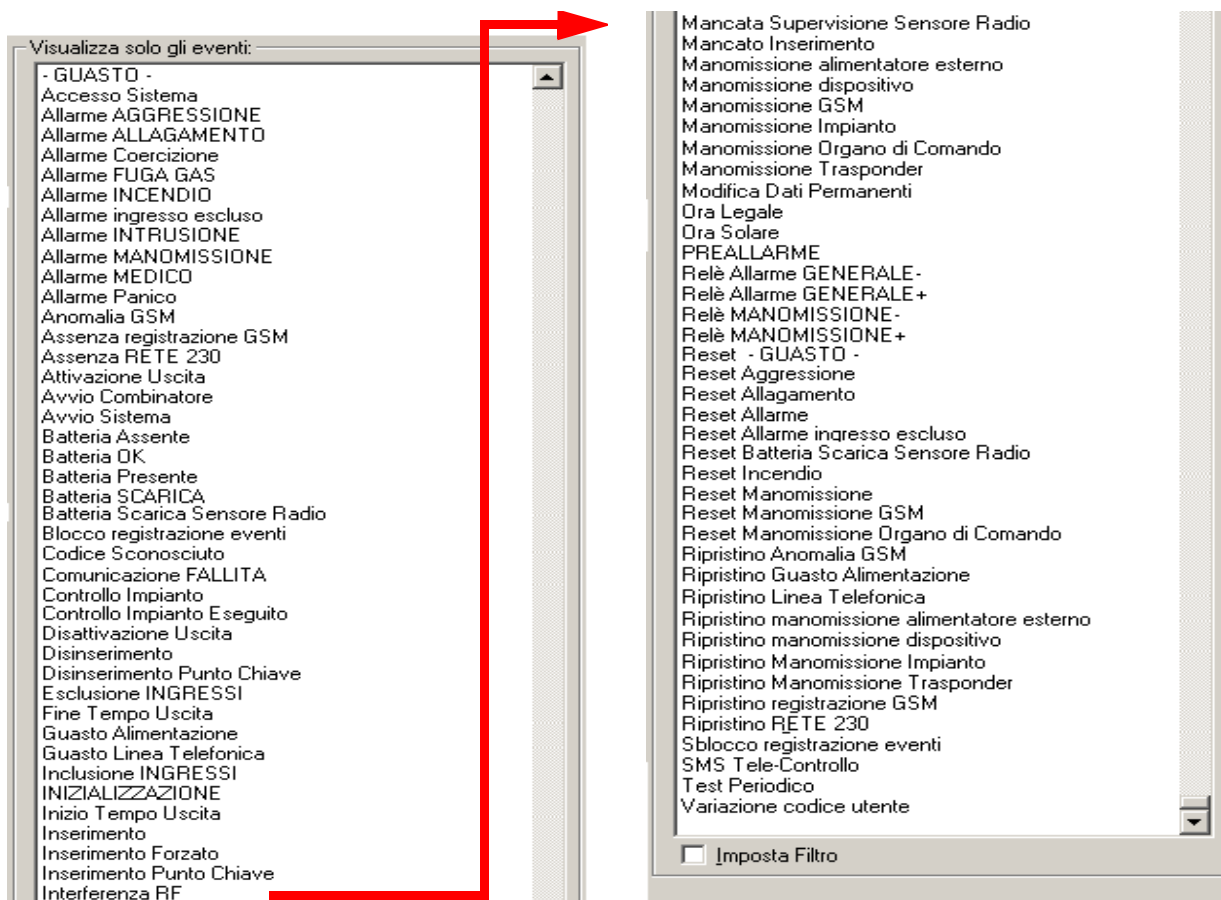 Visualizza solo gli eventi:
- GUASTO -
Accesso Sistema
Allarme AGGRESSIONE
Allarme ALLAGAMENTO
Allarme Coercizione
Allarme FUGA GAS
Allarme INCENDIO
Allarme ingresso escluso
Allarme INTRUSIONE
Allarme MANOMISSIONE
Allarme MEDICO
Allarme Panico
Anomalia GSM
Assenza registrazione GSM
Assenza RETE 230
Attivazione Uscita
Avvio Combinatore
Avvio Sistema
Batteria Assente
Batteria OK
Batteria Presente
Batteria SCARICA
Batteria Scarica Sensore Radio
Blocco registrazione eventi
Codice Sconosciuto
Comunicazione FALLITA
Controllo Impianto
Controllo Impianto Eseguito
Disattivazione Uscita
Disinserimento
Disinserimento Punto Chiave
Esclusione INGRESSI
Fine Tempo Uscita
Guasto Alimentazione
Guasto Linea Telefonica
Inclusione INGRESSI
INIZIALIZZAZIONE
Inizio Tempo Uscita
Inserimento
Inserimento Forzato
Inserimento Punto Chiave
Interferenza RF
Mancata Supervisione Sensore Radio
Mancato Inserimento
Manomissione alimentatore esterno
Manomissione dispositivo
Manomissione GSM
Manomissione Impianto
Manomissione Organo di Comando
Manomissione Trasponder
Modifica Dati Permanenti
Ora Legale
Ora Solare
PREALLARME
Relè Allarme GENERALE-
Relè Allarme GENERALE+
Relè MANOMISSIONE-
Relè MANOMISSIONE+
Reset - GUASTO -
Reset Aggressione
Reset Allagamento
Reset Allarme
Reset Allarme ingresso escluso
Reset Batteria Scarica Sensore Radio
Reset Incendio
Reset Manomissione
Reset Manomissione GSM
Reset Manomissione Organo di Comando
Ripristino Anomalia GSM
Ripristino Guasto Alimentazione
Ripristino Linea Telefonica
Ripristino manomissione alimentatore esterno
Ripristino manomissione dispositivo
Ripristino Manomissione Impianto
Ripristino Manomissione Trasponder
Ripristino registrazione GSM
Ripristino RETE 230
Sblocco registrazione eventi
SMS Tele-Controllo
Test Periodico
Variazione codice utente
Imposta Filtro